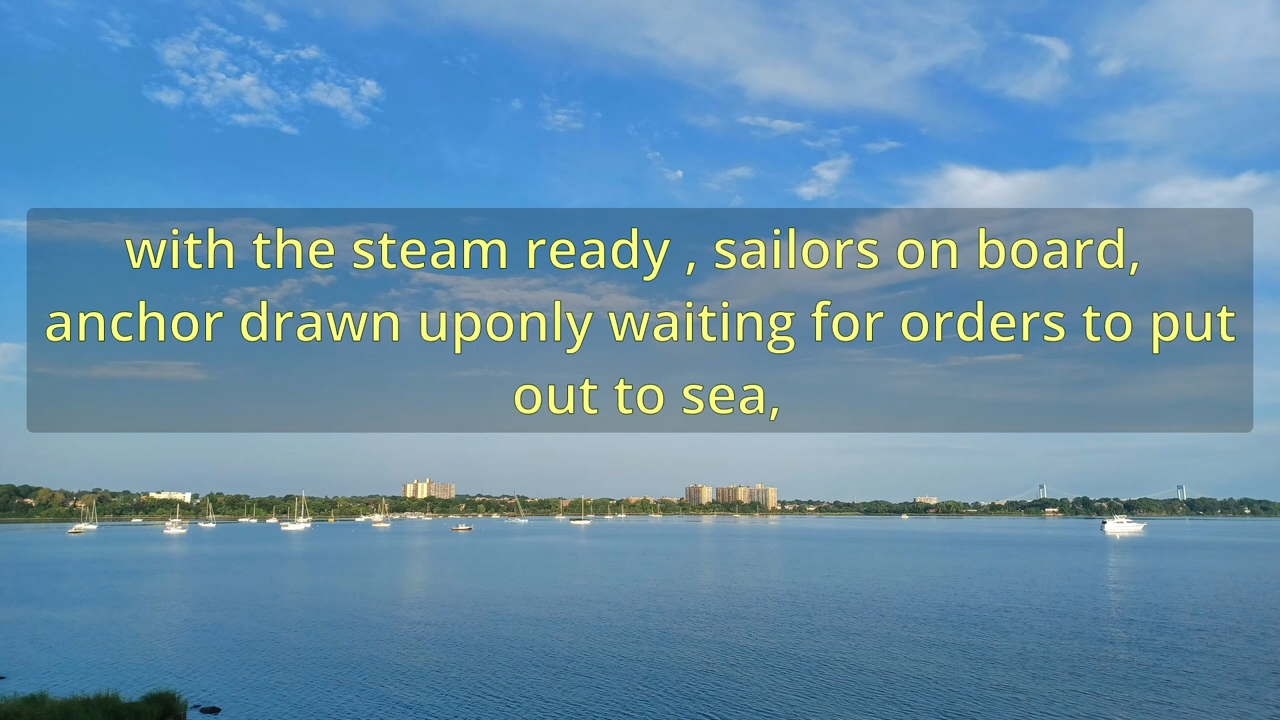 with the steam ready , sailors on board,
anchor drawn uponly waiting for orders to put
out to sea,